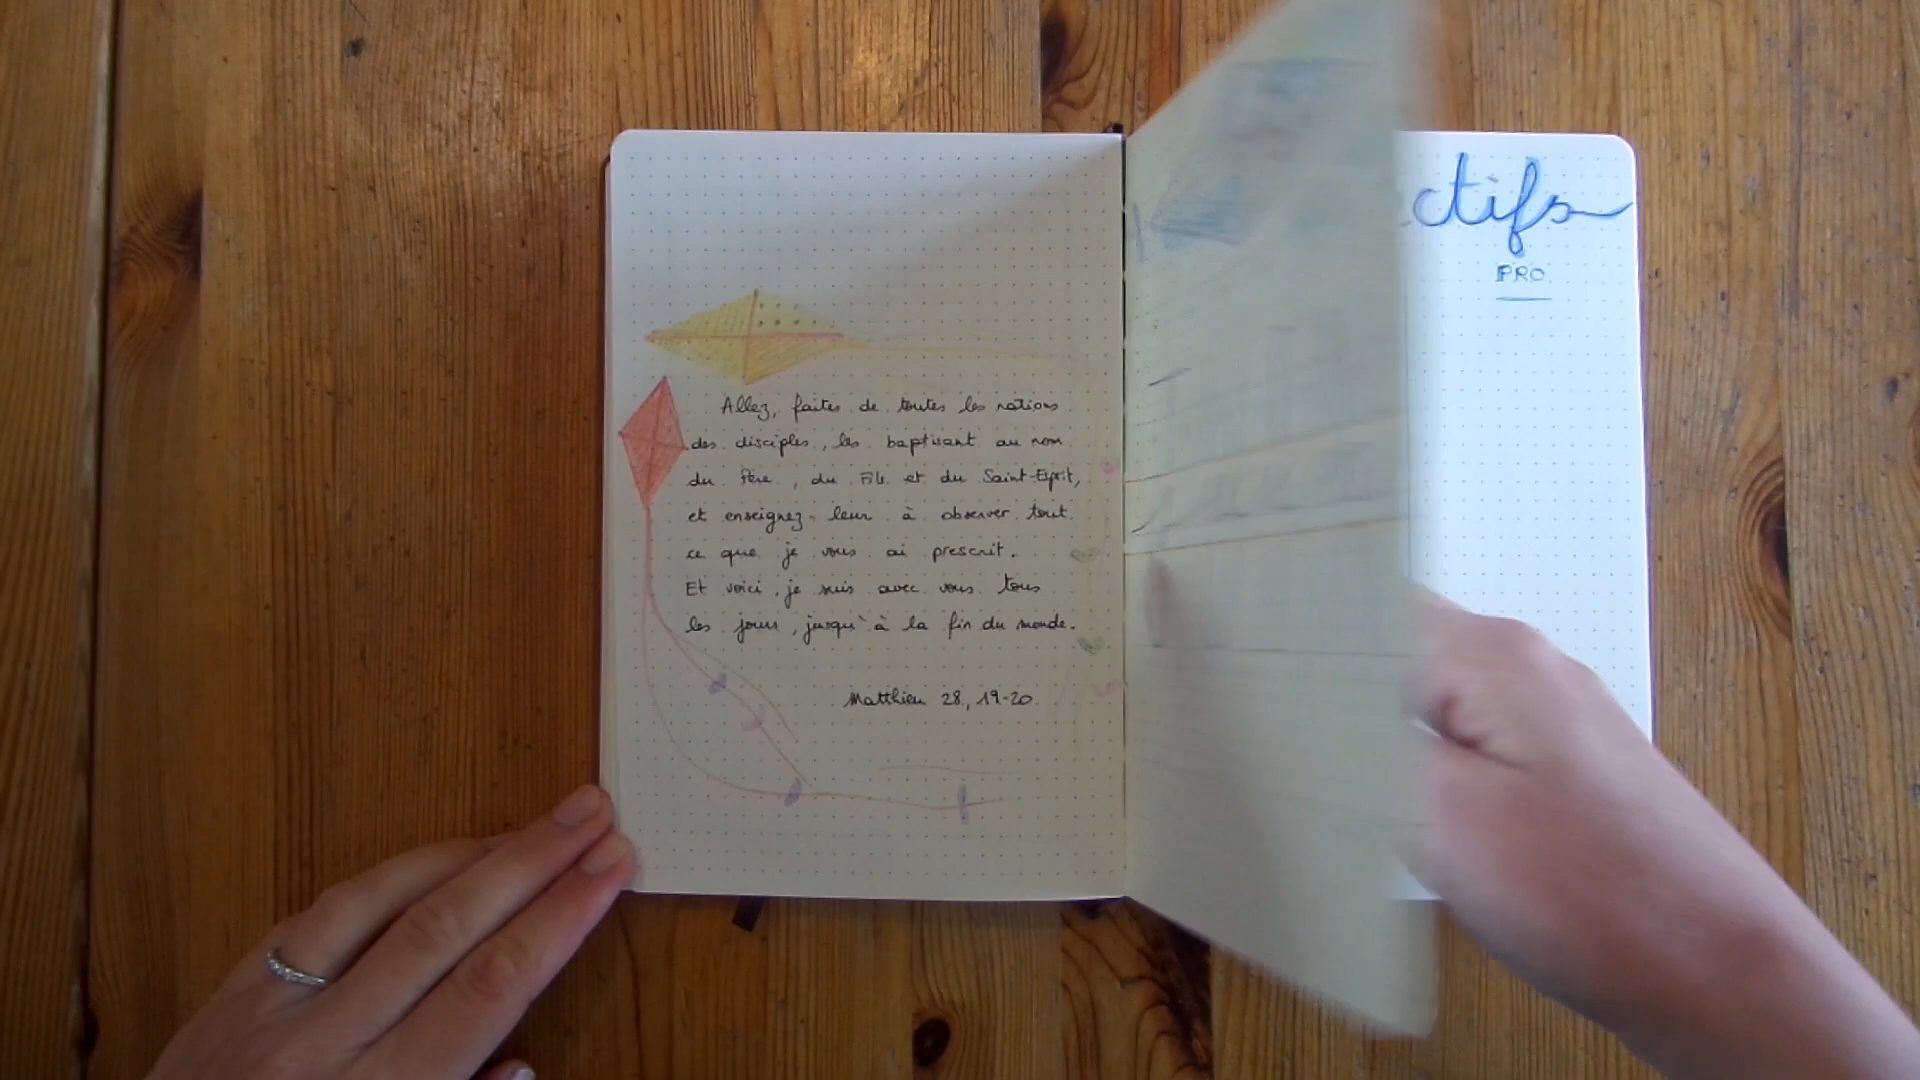 Allez, faites de toutes les nations
des disciples, les baptisant au nom
du Père, du Fils et du Saint-Esprit,
et enseignez-leur à observer tout
ce que je vous ai prescrit.
Et voici, je suis avec vous tous
les jours, jusqu'à la fin du monde.
Matthieu 28, 19-20.
ctifs
PRO.